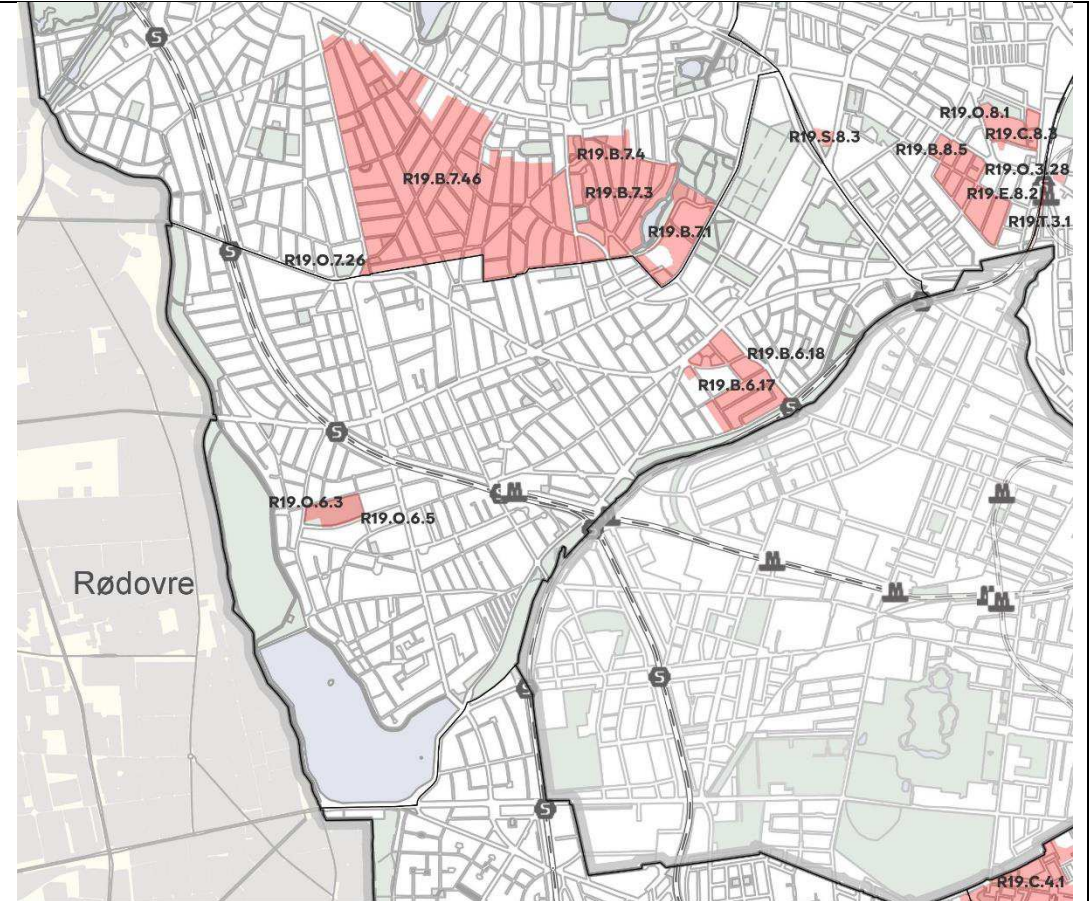 S
R19.O.8.1
R19.C.8.3
R19.S.8.3
R19.B.8.5
R19.B.7.4
R19.O.3.28
R19.B.7.46
R19.B.7.3
R19.E.8.2
M
R19.T.3.1
R19.B.7.1
S
R19.O.7.26
R19.B.6.18
R19.B.6.17
S
S
M
M
R19.O.6.3
R19.O.6.5
M
Rødovre
M
M
S
S
S
R19.C.4.1